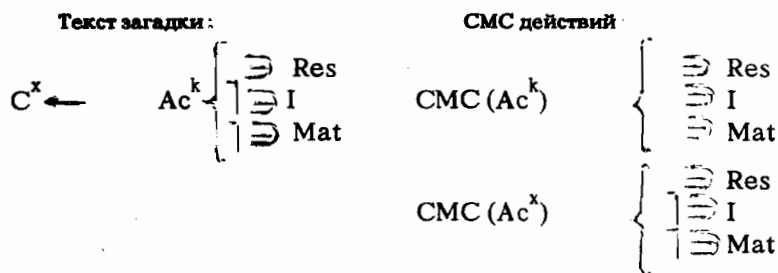 Текст загадки:
СМС действий
Res
C^x ← Ac^k ⊃ I
⊃ Mat
CMC (Ac^k) ⊃ Res
⊃ I
⊃ Mat
CMC (Ac^x) ⊃ Res
⊃ I
⊃ Mat